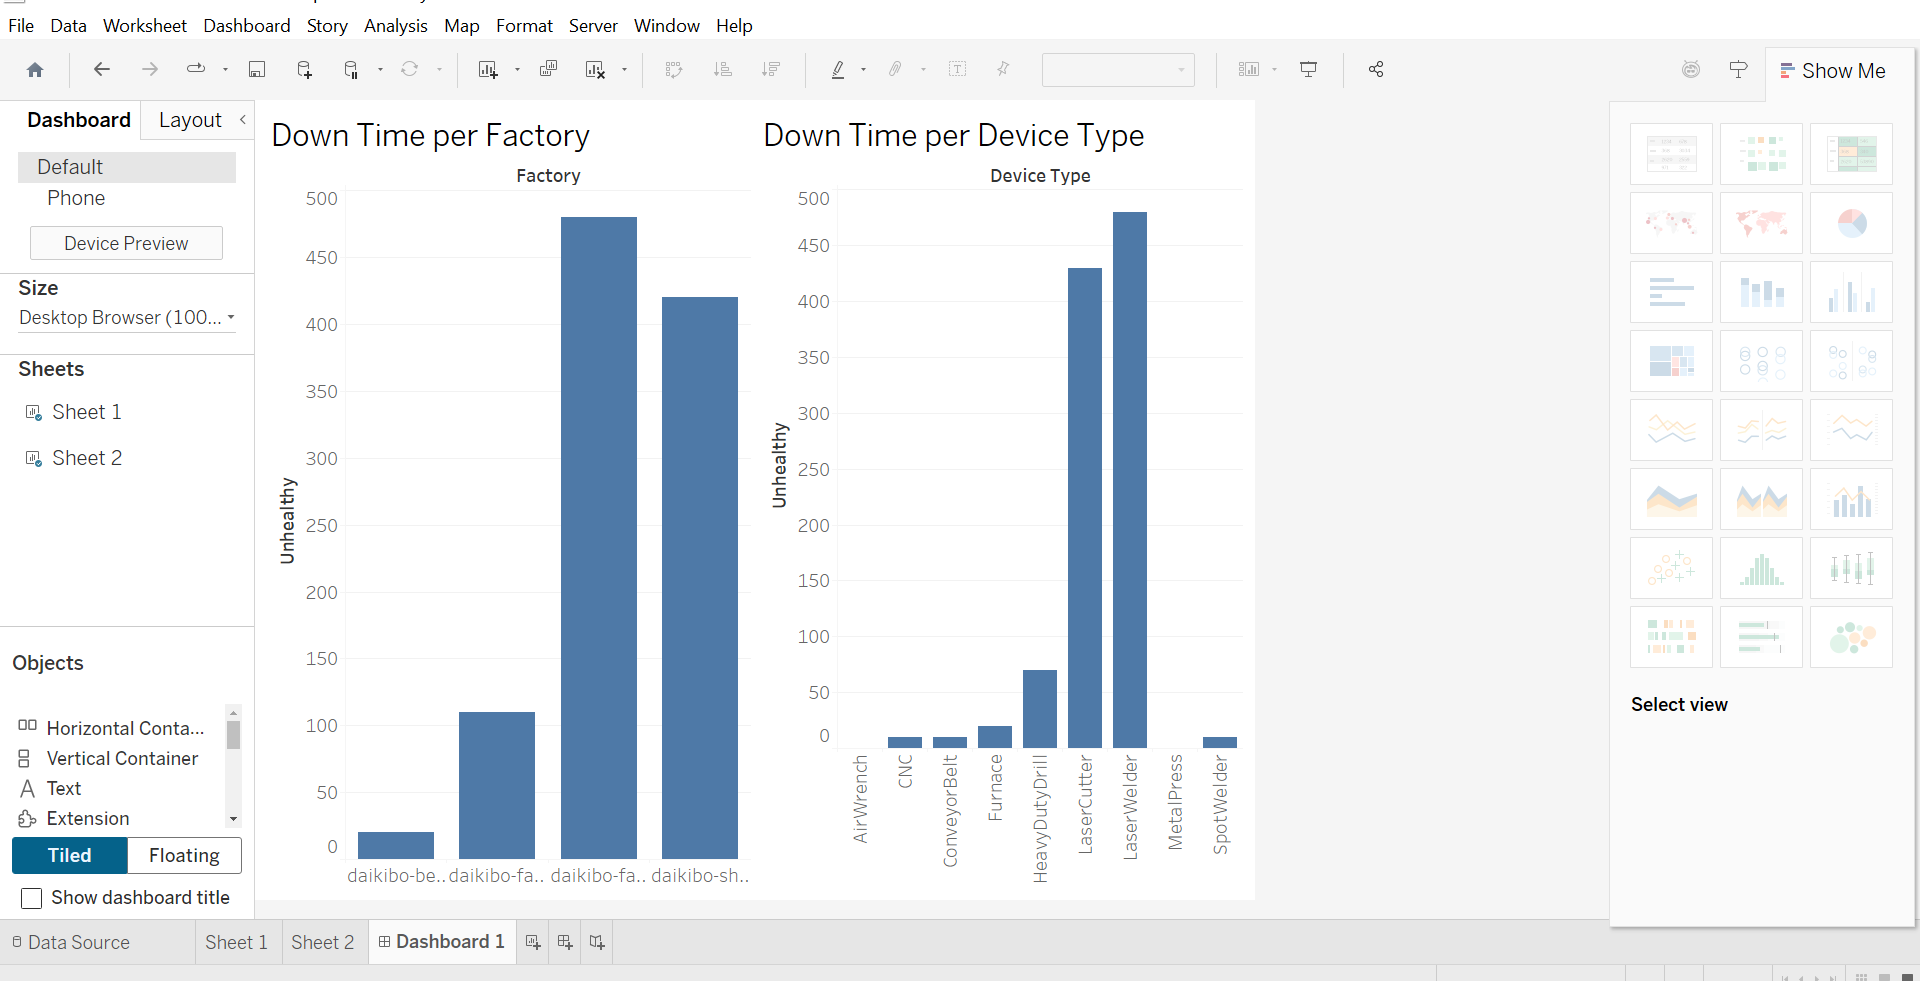 File Data Worksheet Dashboard Story Analysis Map Format Server Window Help
Show Me
Dashboard Layout
Default
Phone
Device Preview
Size
Desktop Browser (100...
Sheets
Sheet 1
Sheet 2
Objects
Horizontal Conta...
Vertical Container
Text
Extension
Tiled Floating
Show dashboard title
Down Time per Factory
Factory
Unhealthy
500
450
400
350
300
250
200
150
100
50
0
daikibo-be.. daikibo-fa.. daikibo-fa.. daikibo-sh..
Down Time per Device Type
Device Type
Unhealthy
500
450
400
350
300
250
200
150
100
50
0
AirWrench
CNC
ConveyorBelt
Furnace
HeavyDutyDrill
LaserCutter
LaserWelder
MetalPress
SpotWelder
Select view
Data Source Sheet 1 Sheet 2 Dashboard 1